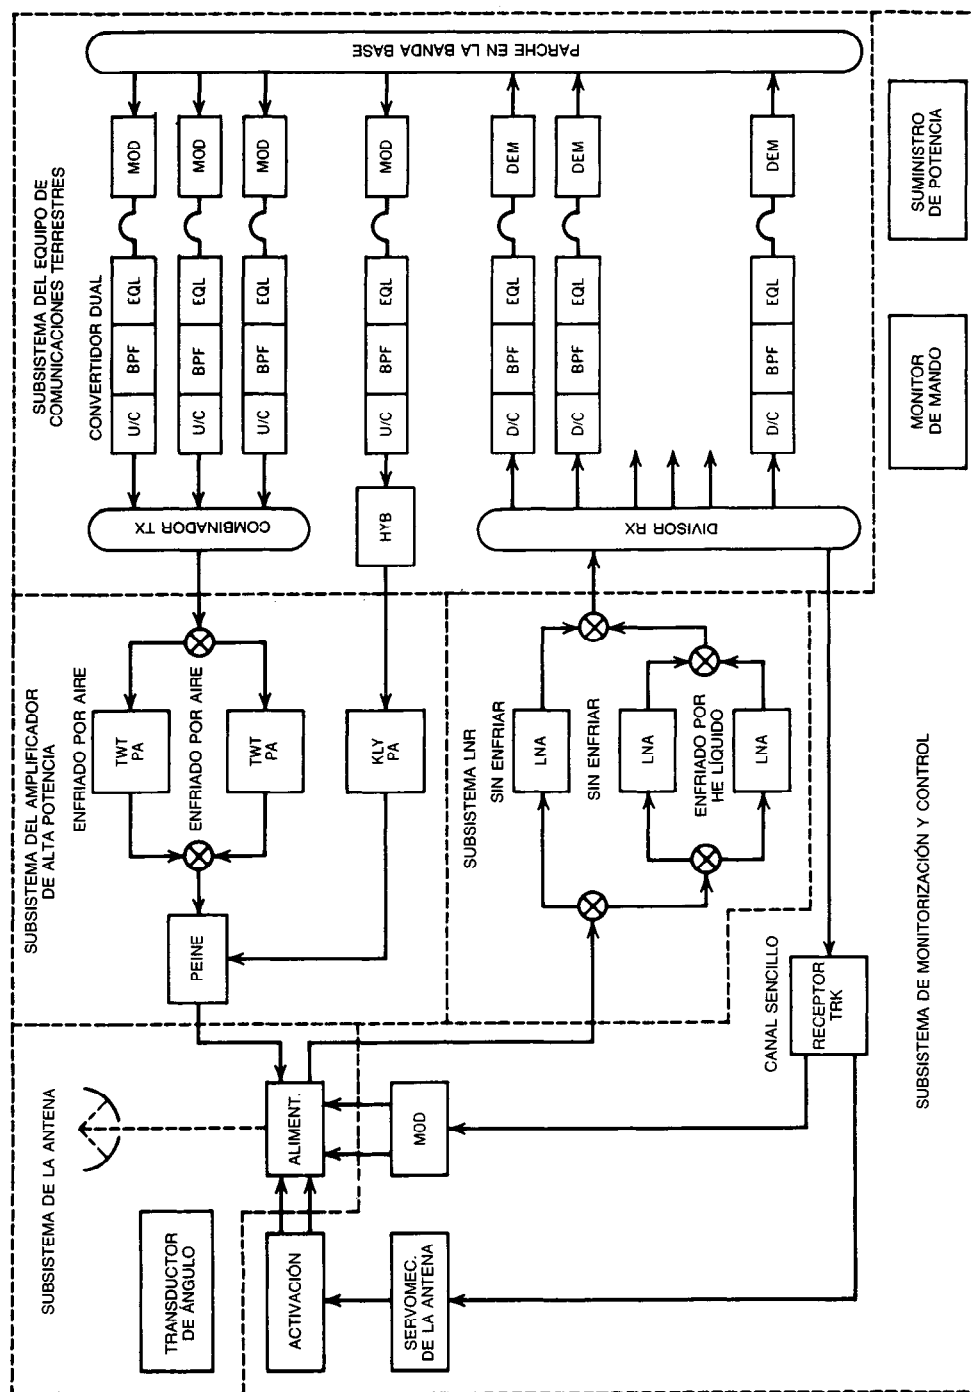 SUBSISTEMA DE LA ANTENA
TRANSDUCTOR
DE ÁNGULO
ACTIVACIÓN
SERVOMEC.
DE LA ANTENA
ALIMENT.
MOD
SUBSISTEMA DEL AMPLIFICADOR
DE ALTA POTENCIA
ENFRIADO POR AIRE
TWT
PA
ENFRIADO POR AIRE
TWT
PA
PEINE
KLY
PA
SUBSISTEMA LNR
SIN ENFRIAR
LNA
SIN ENFRIAR
LNA
ENFRIADO POR
HE LÍQUIDO
LNA
CANAL SENCILLO
RECEPTOR
TRK
SUBSISTEMA DE MONITORIZACIÓN Y CONTROL
SUBSISTEMA DEL EQUIPO DE
COMUNICACIONES TERRESTRES
CONVERTIDOR DUAL
COMBINADOR TX
U/C BPF EQL MOD
U/C BPF EQL MOD
U/C BPF EQL MOD
HYB U/C BPF EQL MOD
DIVISOR RX
D/C BPF EQL DEM
D/C BPF EQL DEM
D/C BPF EQL DEM
PARCHE EN LA BANDA BASE
MONITOR
DE MANDO
SUMINISTRO
DE POTENCIA